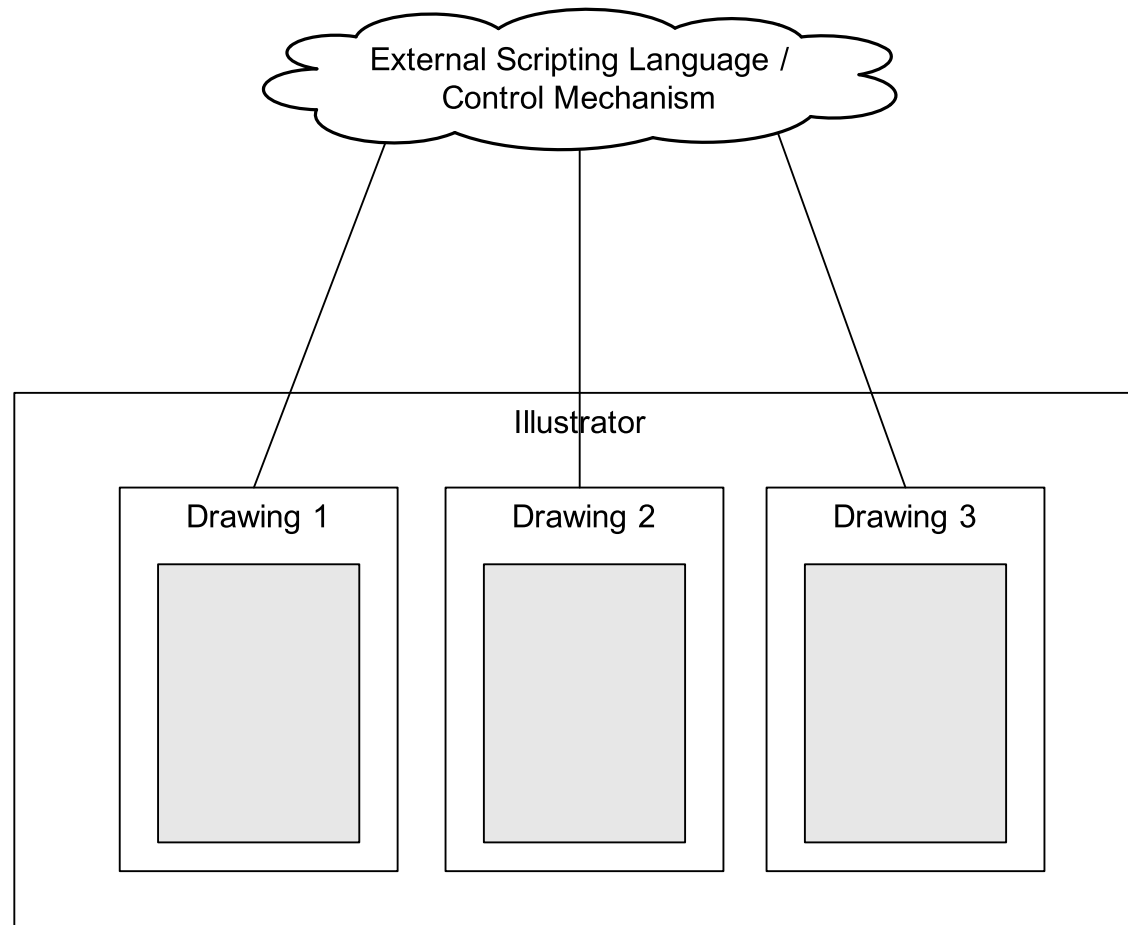 External Scripting Language /
Control Mechanism
Illustrator
Drawing 1
Drawing 2
Drawing 3